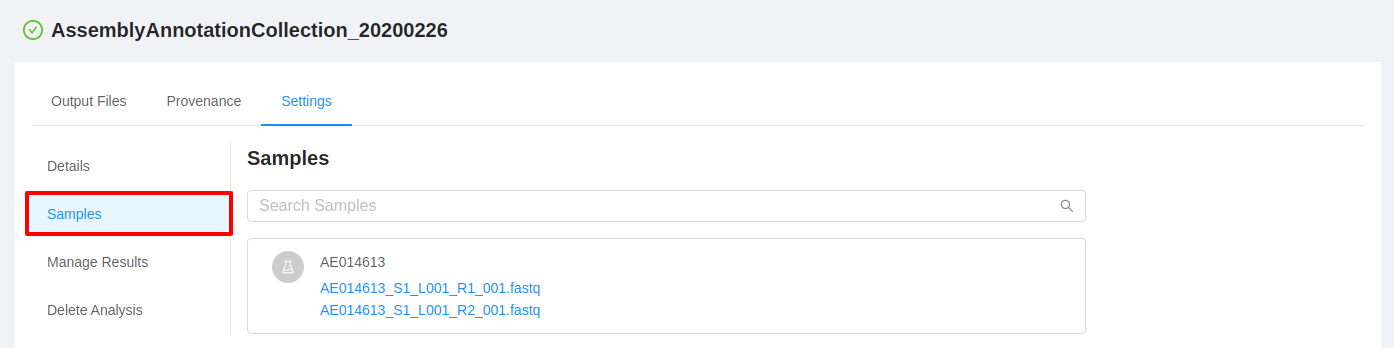 AssemblyAnnotationCollection_20200226
Output Files
Provenance
Settings
Details
Samples
Manage Results
Delete Analysis
Samples
Search Samples
AE014613
AE014613_S1_L001_R1_001.fastq
AE014613_S1_L001_R2_001.fastq